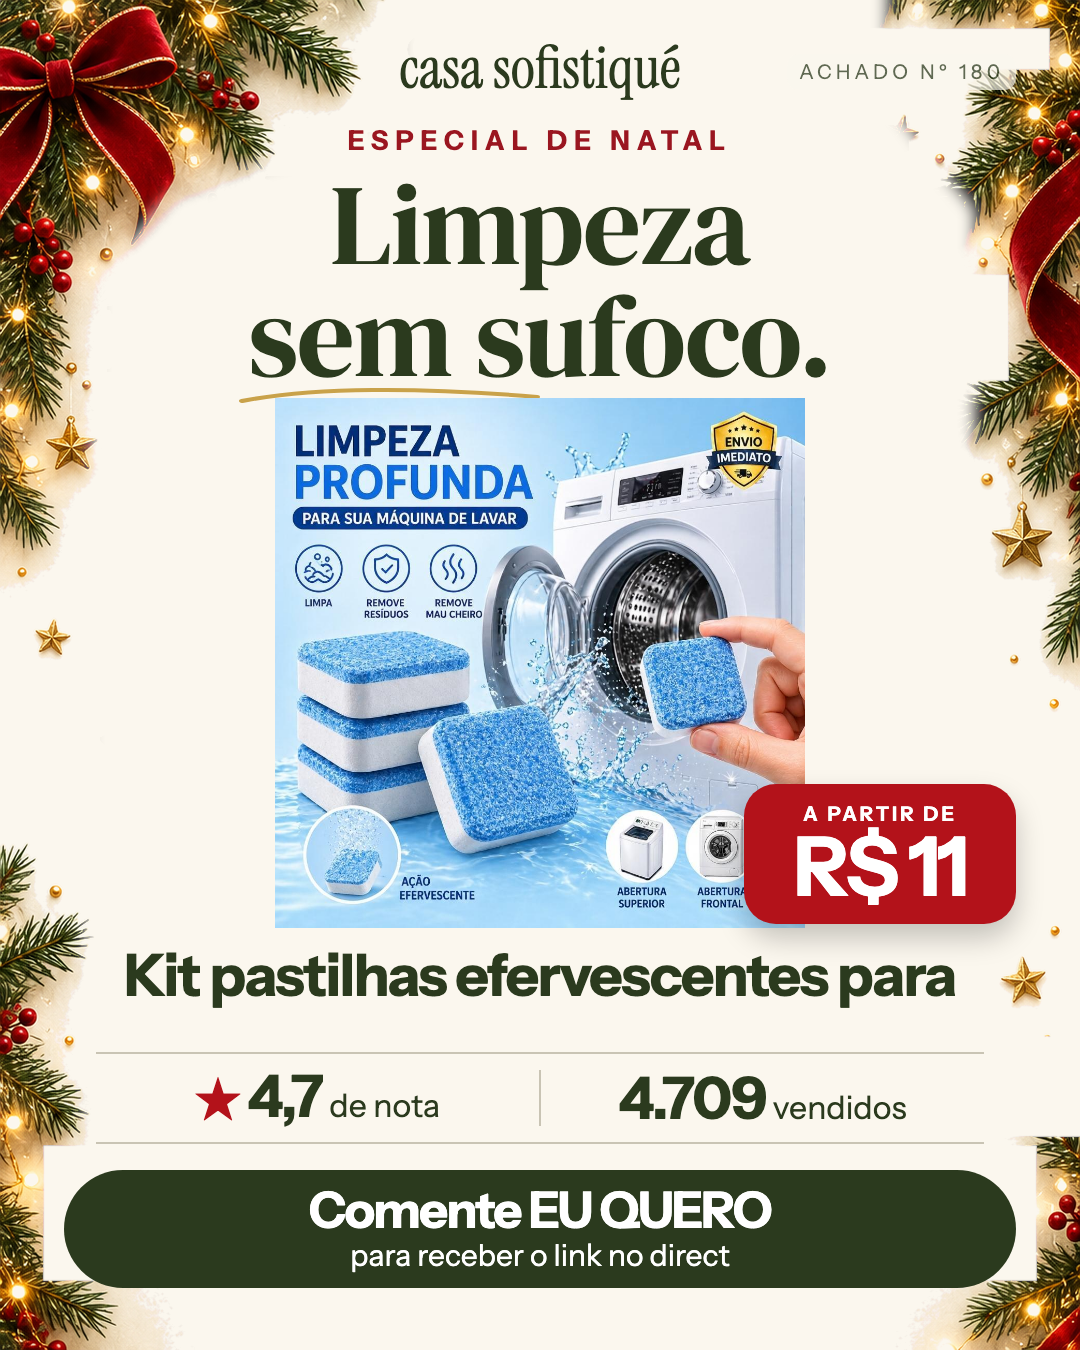 casa sofistiqué
ACHADO Nº 180
ESPECIAL DE NATAL
Limpeza
sem sufoco.
LIMPEZA
PROFUNDA
PARA SUA MÁQUINA DE LAVAR
ENVIO
IMEDIATO
LIMPA
REMOVE
RESÍDUOS
REMOVE
MAU CHEIRO
AÇÃO
EFERVESCENTE
ABERTURA
SUPERIOR
ABERTURA
FRONTAL
A PARTIR DE
R$ 11
Kit pastilhas efervescentes para
4,7 de nota
4.709 vendidos
Comente EU QUERO
para receber o link no direct